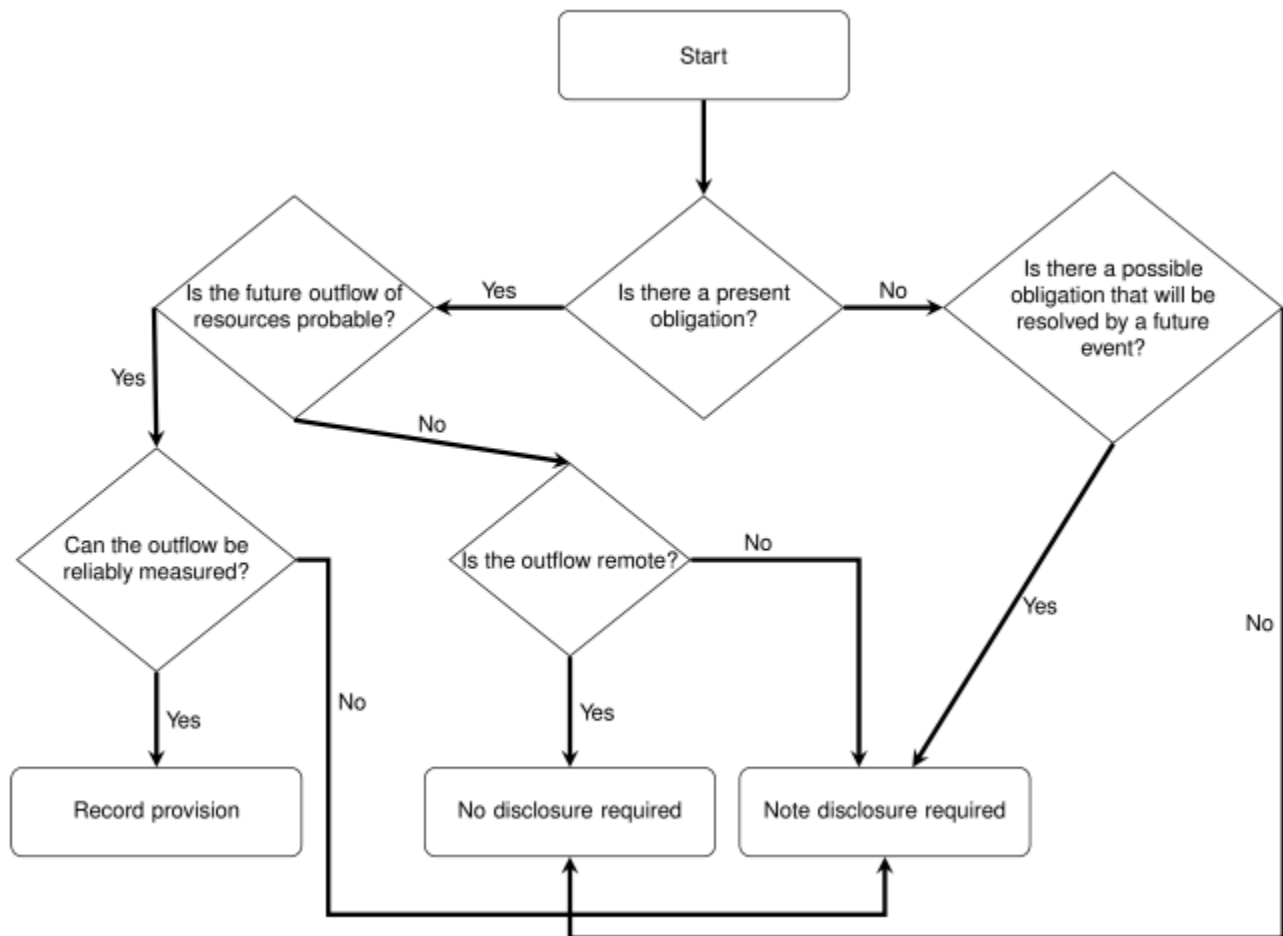 Start
Is the future outflow of
resources probable?
Yes
Is there a present
obligation?
No
Is there a possible
obligation that will be
resolved by a future
event?
Yes
No
Can the outflow be
reliably measured?
Is the outflow remote?
No
Yes
No
Yes
No
Yes
Record provision
No disclosure required
Note disclosure required